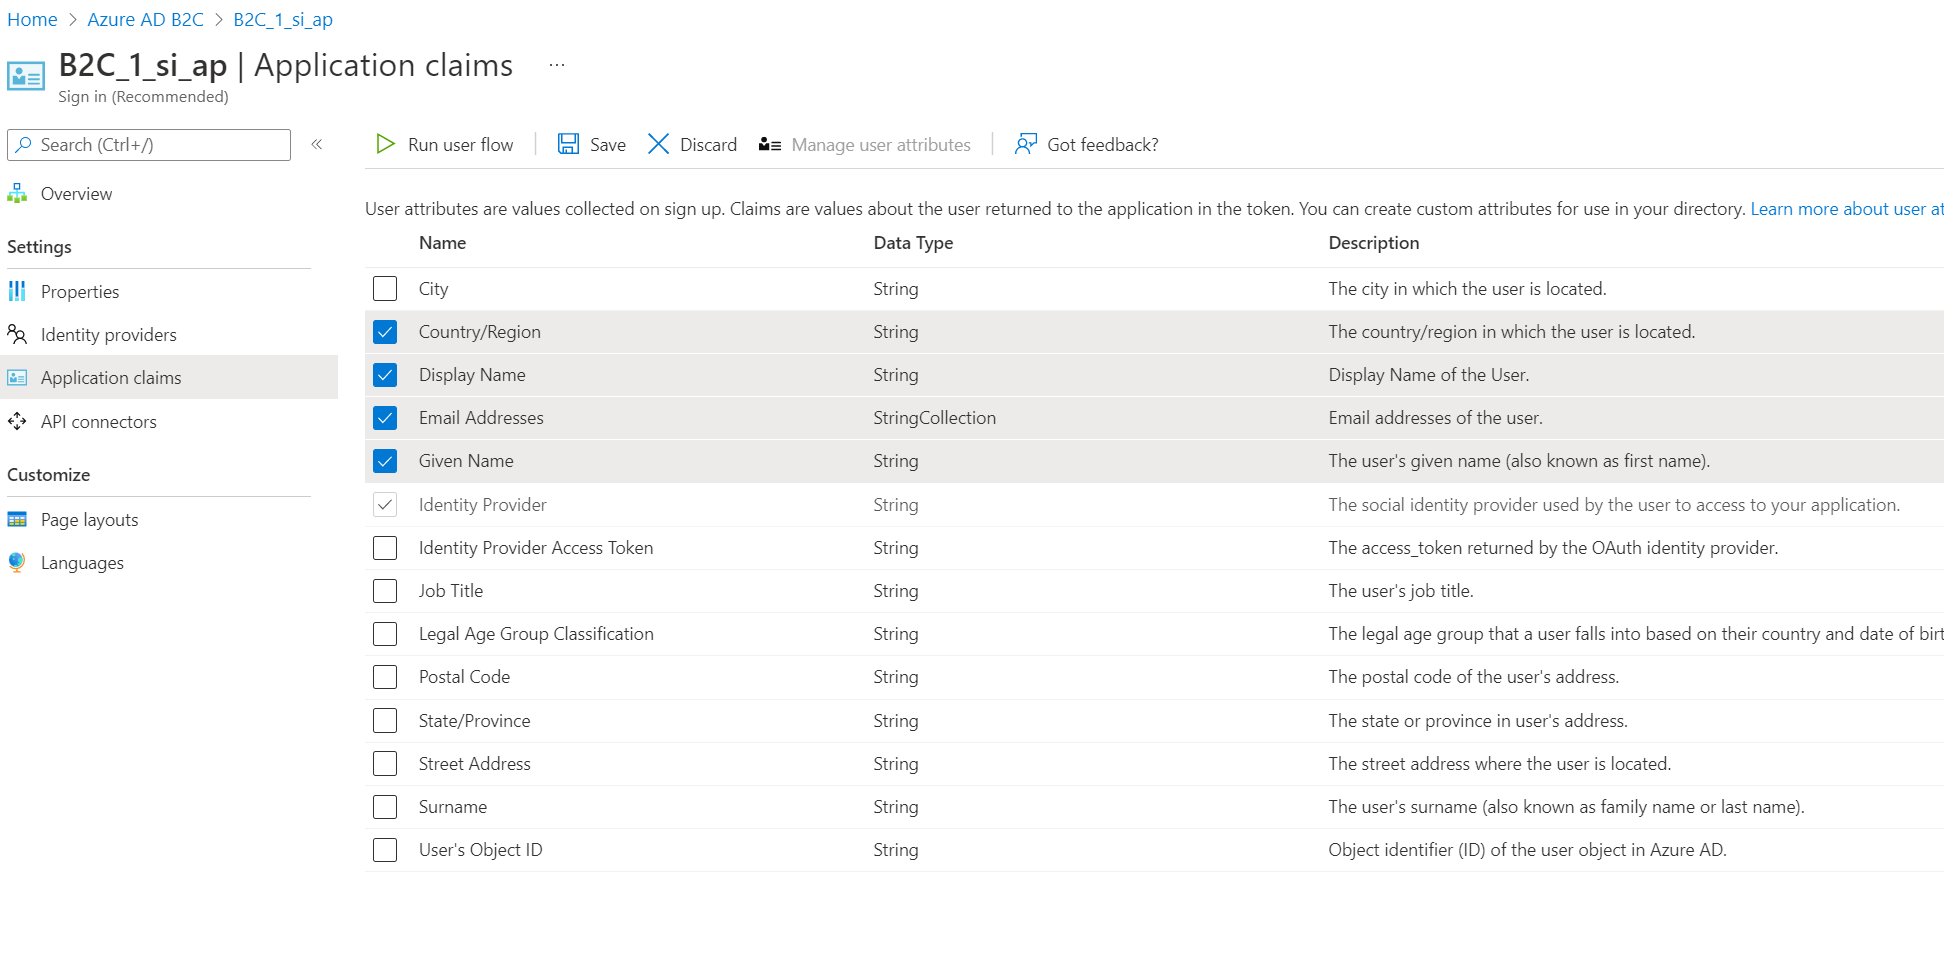 Home > Azure AD B2C > B2C_1_si_ap
B2C_1_si_ap | Application claims ...
Sign in (Recommended)
Search (Ctrl+/) «
Overview
Settings
Properties
Identity providers
Application claims
API connectors
Customize
Page layouts
Languages
Run user flow Save Discard Manage user attributes Got feedback?
User attributes are values collected on sign up. Claims are values about the user returned to the application in the token. You can create custom attributes for use in your directory. Learn more about user at
Name Data Type Description
City String The city in which the user is located.
Country/Region String The country/region in which the user is located.
Display Name String Display Name of the User.
Email Addresses StringCollection Email addresses of the user.
Given Name String The user's given name (also known as first name).
Identity Provider String The social identity provider used by the user to access to your application.
Identity Provider Access Token String The access_token returned by the OAuth identity provider.
Job Title String The user's job title.
Legal Age Group Classification String The legal age group that a user falls into based on their country and date of birt
Postal Code String The postal code of the user's address.
State/Province String The state or province in user's address.
Street Address String The street address where the user is located.
Surname String The user's surname (also known as family name or last name).
User's Object ID String Object identifier (ID) of the user object in Azure AD.